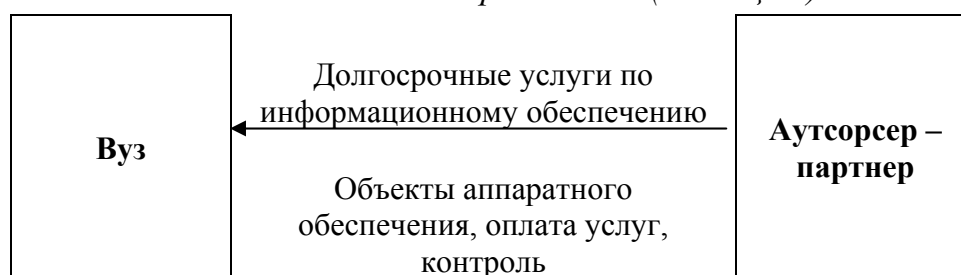 Долгосрочные услуги по
информационному обеспечению
Вуз
Аутсорсер –
партнер
Объекты аппаратного
обеспечения, оплата услуг,
контроль